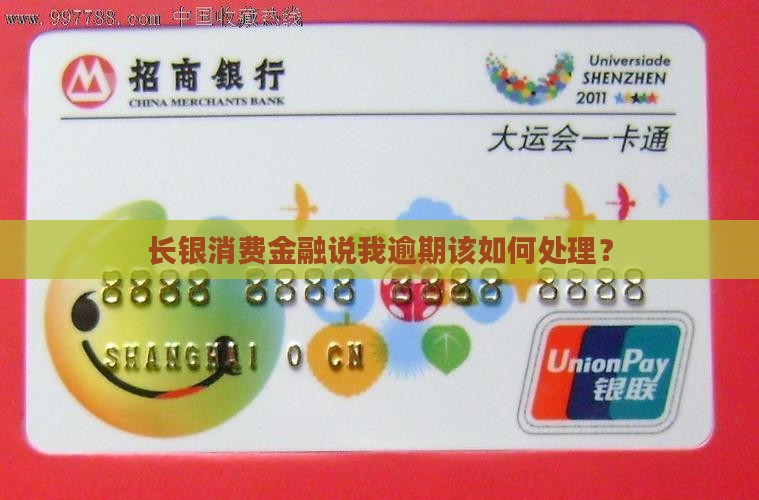 www.997788.com 中国收藏热线
招商银行
CHINA MERCHANTS BANK
Universiade
SHENZHEN
2011
大运会一卡通
长银消费金融说我逾期该如何处理？
8888 8888 8888 8888
SHANGHAI 0 CN
UnionPay
银联